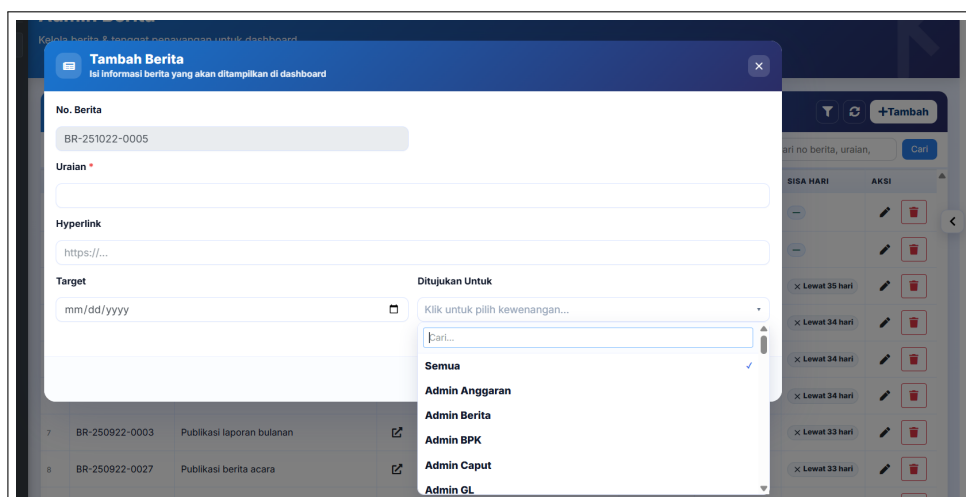 Kelola berita & tenggat penayangan untuk dashboard
Tambah Berita
Isi informasi berita yang akan ditampilkan di dashboard
No. Berita
BR-251022-0005
Uraian *
Hyperlink
https://...
Target
Ditujukan Untuk
mm/dd/yyyy
Klik untuk pilih kewenangan...
Cari...
Semua ✓
Admin Anggaran
Admin Berita
Admin BPK
Admin Caput
Admin GL
+Tambah
ari no berita, uraian,
Cari
SISA HARI AKSI
—
—
× Lewat 35 hari
× Lewat 34 hari
× Lewat 34 hari
× Lewat 34 hari
7 BR-250922-0003 Publikasi laporan bulanan × Lewat 33 hari
8 BR-250922-0027 Publikasi berita acara × Lewat 33 hari